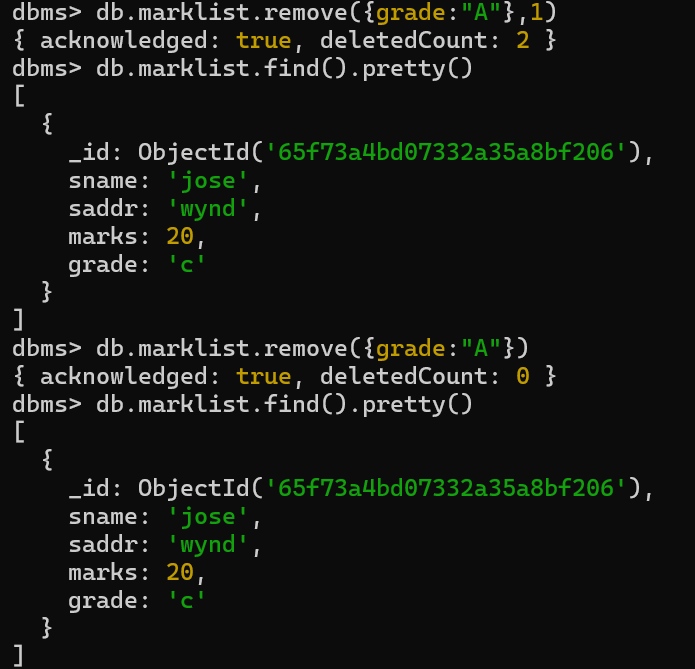 dbms> db.marklist.remove({grade:"A"},1)
{ acknowledged: true, deletedCount: 2 }
dbms> db.marklist.find().pretty()
[
  {
    _id: ObjectId('65f73a4bd07332a35a8bf206'),
    sname: 'jose',
    saddr: 'wynd',
    marks: 20,
    grade: 'c'
  }
]
dbms> db.marklist.remove({grade:"A"})
{ acknowledged: true, deletedCount: 0 }
dbms> db.marklist.find().pretty()
[
  {
    _id: ObjectId('65f73a4bd07332a35a8bf206'),
    sname: 'jose',
    saddr: 'wynd',
    marks: 20,
    grade: 'c'
  }
]